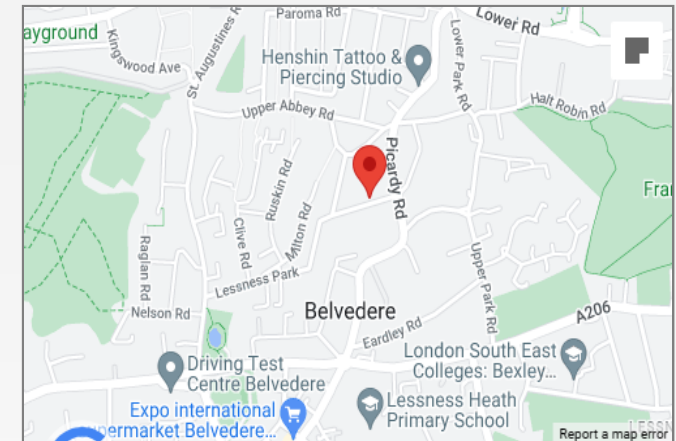 Paroma Rd
Lower Rd
ayground
Kingswood Ave
St. Augustines R
Henshin Tattoo &
Piercing Studio
Lower Park Rd
Upper Abbey Rd
Halt Robin Rd
Picardy Rd
Ruskin Rd
Milton Rd
Clive Rd
Raglan Rd
Fra
Lessness Park
Upper Park Rd
Nelson Rd
Belvedere
A206
Eardley Rd
London South East
Colleges: Bexley...
Driving Test
Centre Belvedere
Lessness Heath
Primary School
Expo international
upermarket Belvedere...
LESSN
Report a map error